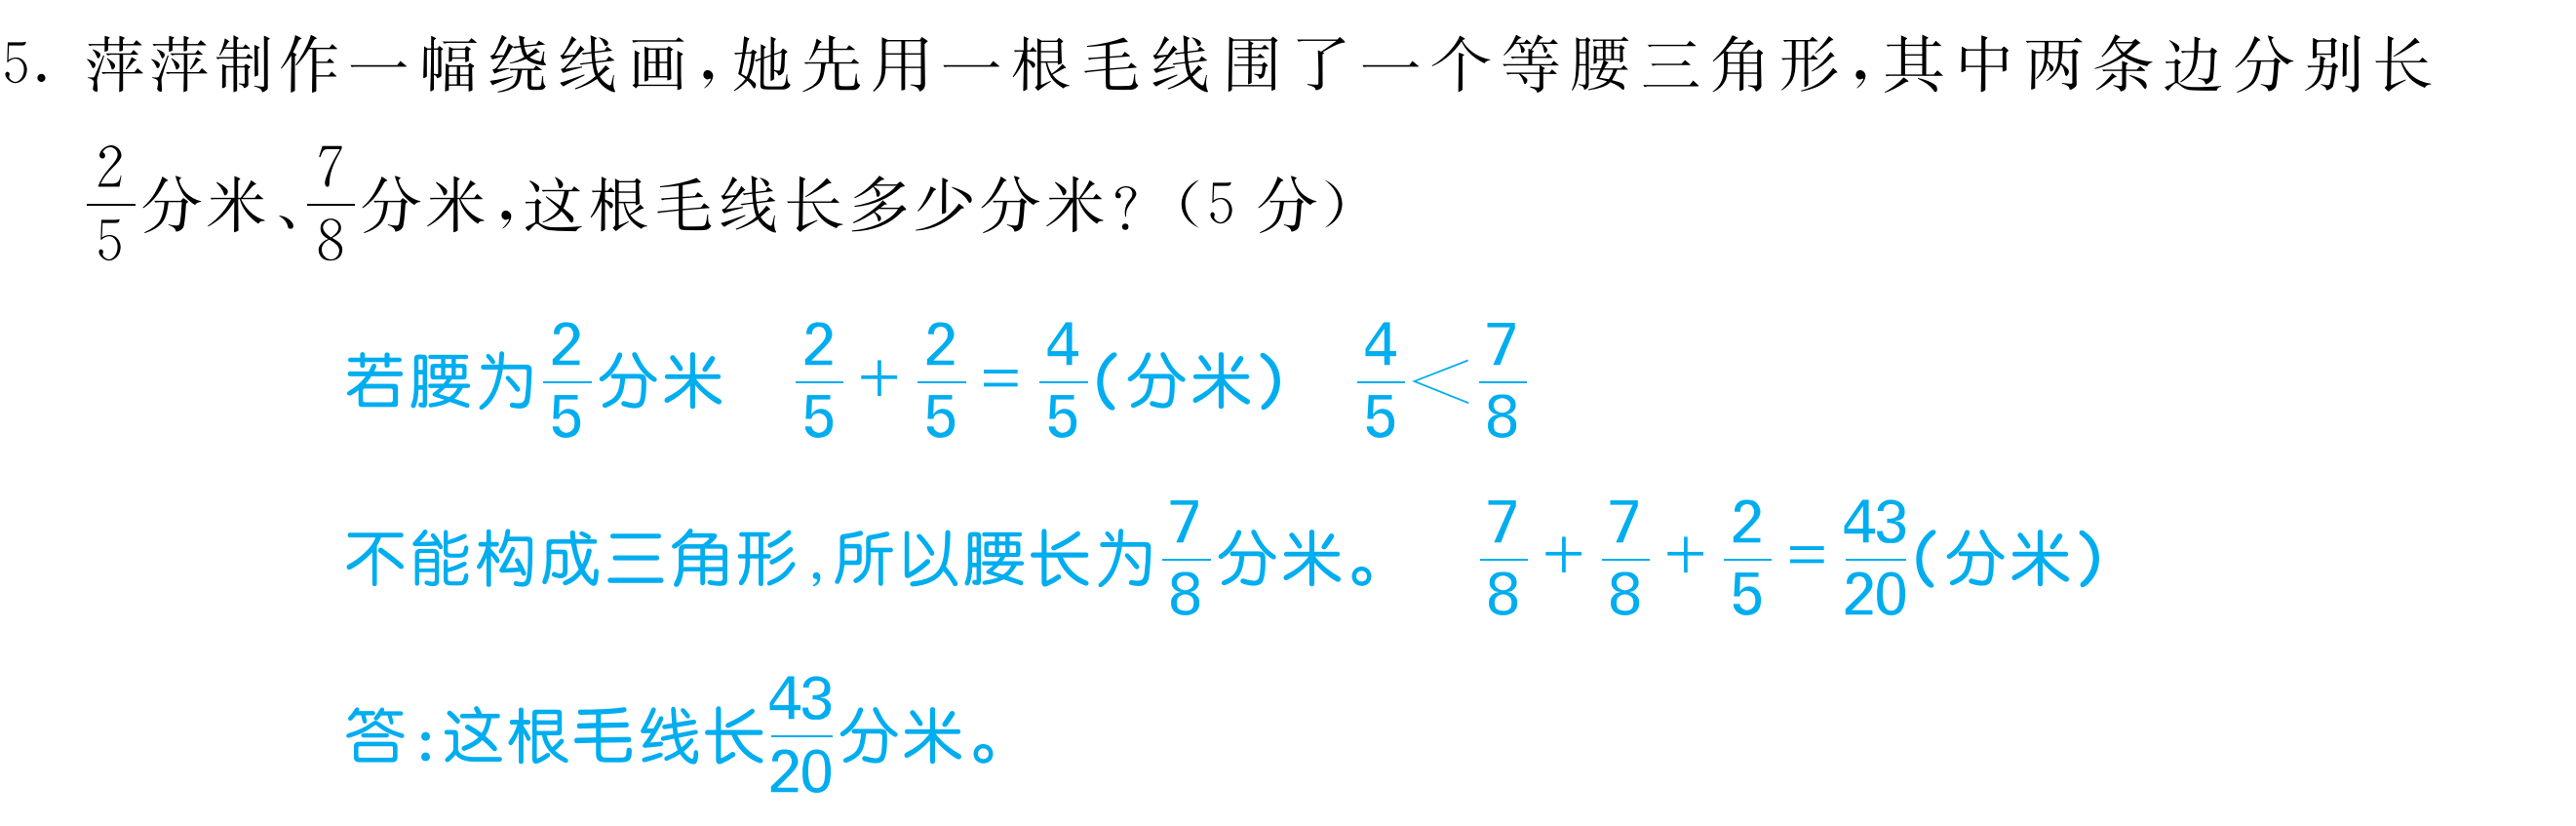 5. 萍萍制作一幅绕线画,她先用一根毛线围了一个等腰三角形,其中两条边分别长
2/5分米、7/8分米,这根毛线长多少分米?(5 分)
若腰为2/5分米 2/5+2/5=4/5(分米) 4/5<7/8
不能构成三角形,所以腰长为7/8分米。 7/8+7/8+2/5=43/20(分米)
答:这根毛线长43/20分米。